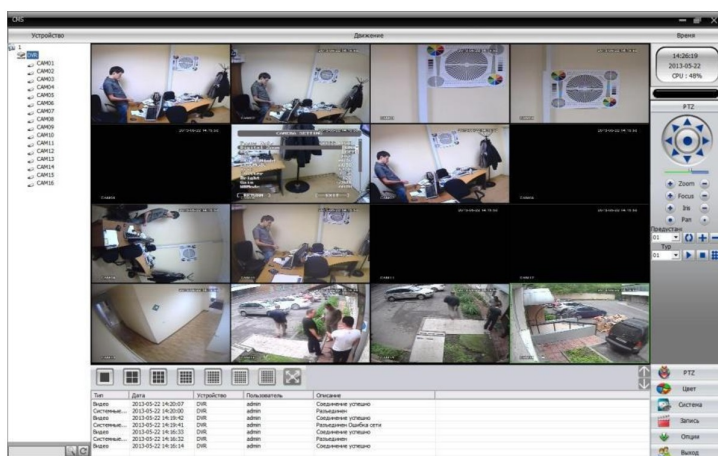 CMS
Устройство
Движение
Время
1
DVR
CAM01
CAM02
CAM03
CAM04
CAM05
CAM06
CAM07
CAM08
CAM09
CAM10
CAM11
CAM12
CAM13
CAM14
CAM15
CAM16
14:26:19
2013-05-22
CPU : 48%
PTZ
Zoom
Focus
Iris
Pan
Предустан
01
Тур
01
CAMERA SETTING
PTZ
Цвет
Система
Запись
Опции
Выход
Тип Дата Устройство Пользователь Описание
Видео 2013-05-22 14:20:07 DVR admin Соединение успешно
Системные... 2013-05-22 14:20:00 DVR admin Разъединен
Видео 2013-05-22 14:19:42 DVR admin Соединение успешно
Системные... 2013-05-22 14:19:41 DVR admin Разъединен Ошибка сети
Видео 2013-05-22 14:16:33 DVR admin Соединение успешно
Системные... 2013-05-22 14:16:32 DVR admin Разъединен
Видео 2013-05-22 14:16:14 DVR admin Соединение успешно